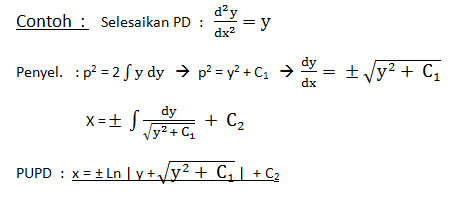 Contoh : Selesaikan PD : d²y/dx² = y
Penyel. : p² = 2 ∫ y dy → p² = y² + C₁ → dy/dx = ± √(y² + C₁)
X = ± ∫ dy/√(y² + C₁) + C₂
PUPD : x = ± Ln | y + √(y² + C₁) | + C₂